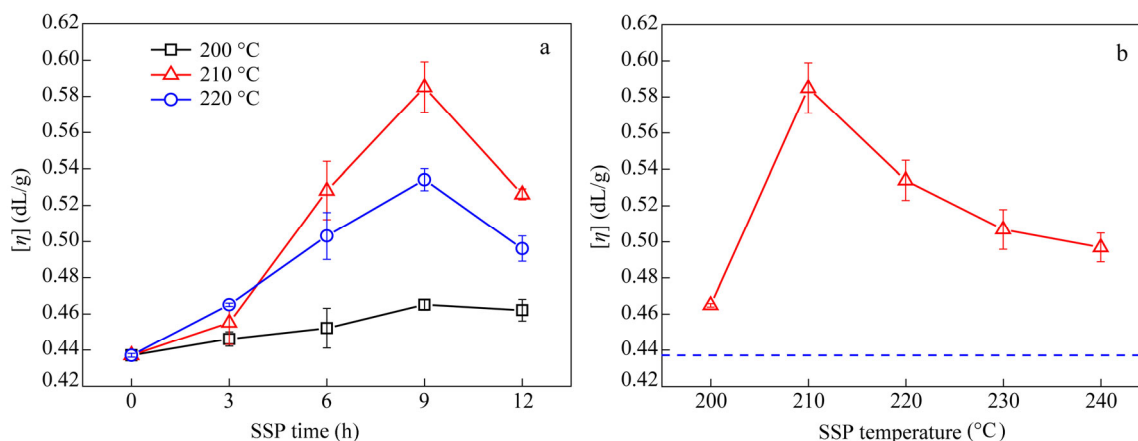 a
200 °C
210 °C
220 °C
0.62
0.60
0.58
0.56
0.54
0.52
0.50
0.48
0.46
0.44
0.42
[η] (dL/g)
0 3 6 9 12
SSP time (h)
b
0.62
0.60
0.58
0.56
0.54
0.52
0.50
0.48
0.46
0.44
0.42
[η] (dL/g)
200 210 220 230 240
SSP temperature (°C)